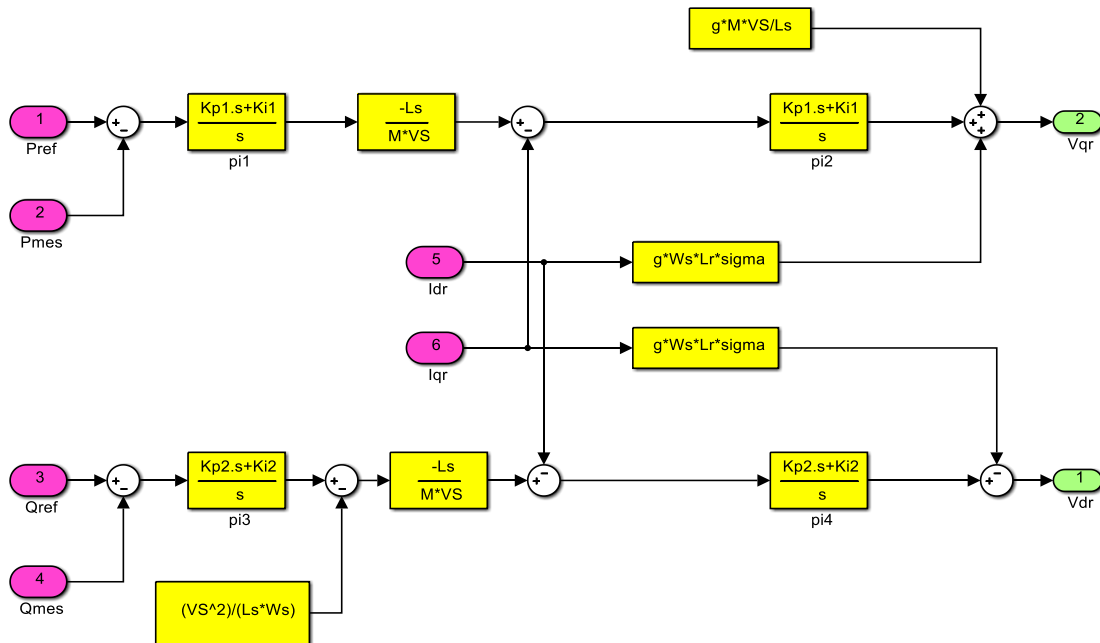 g*M*VS/Ls
1
Pref
+
-
Kp1.s+Ki1
s
pi1
-Ls
M*VS
+
-
Kp1.s+Ki1
s
pi2
+
+
+
2
Vqr
2
Pmes
5
Idr
g*Ws*Lr*sigma
6
Iqr
g*Ws*Lr*sigma
3
Qref
+
-
Kp2.s+Ki2
s
pi3
+
-
-Ls
M*VS
-
+
Kp2.s+Ki2
s
pi4
-
+
1
Vdr
4
Qmes
(VS^2)/(Ls*Ws)